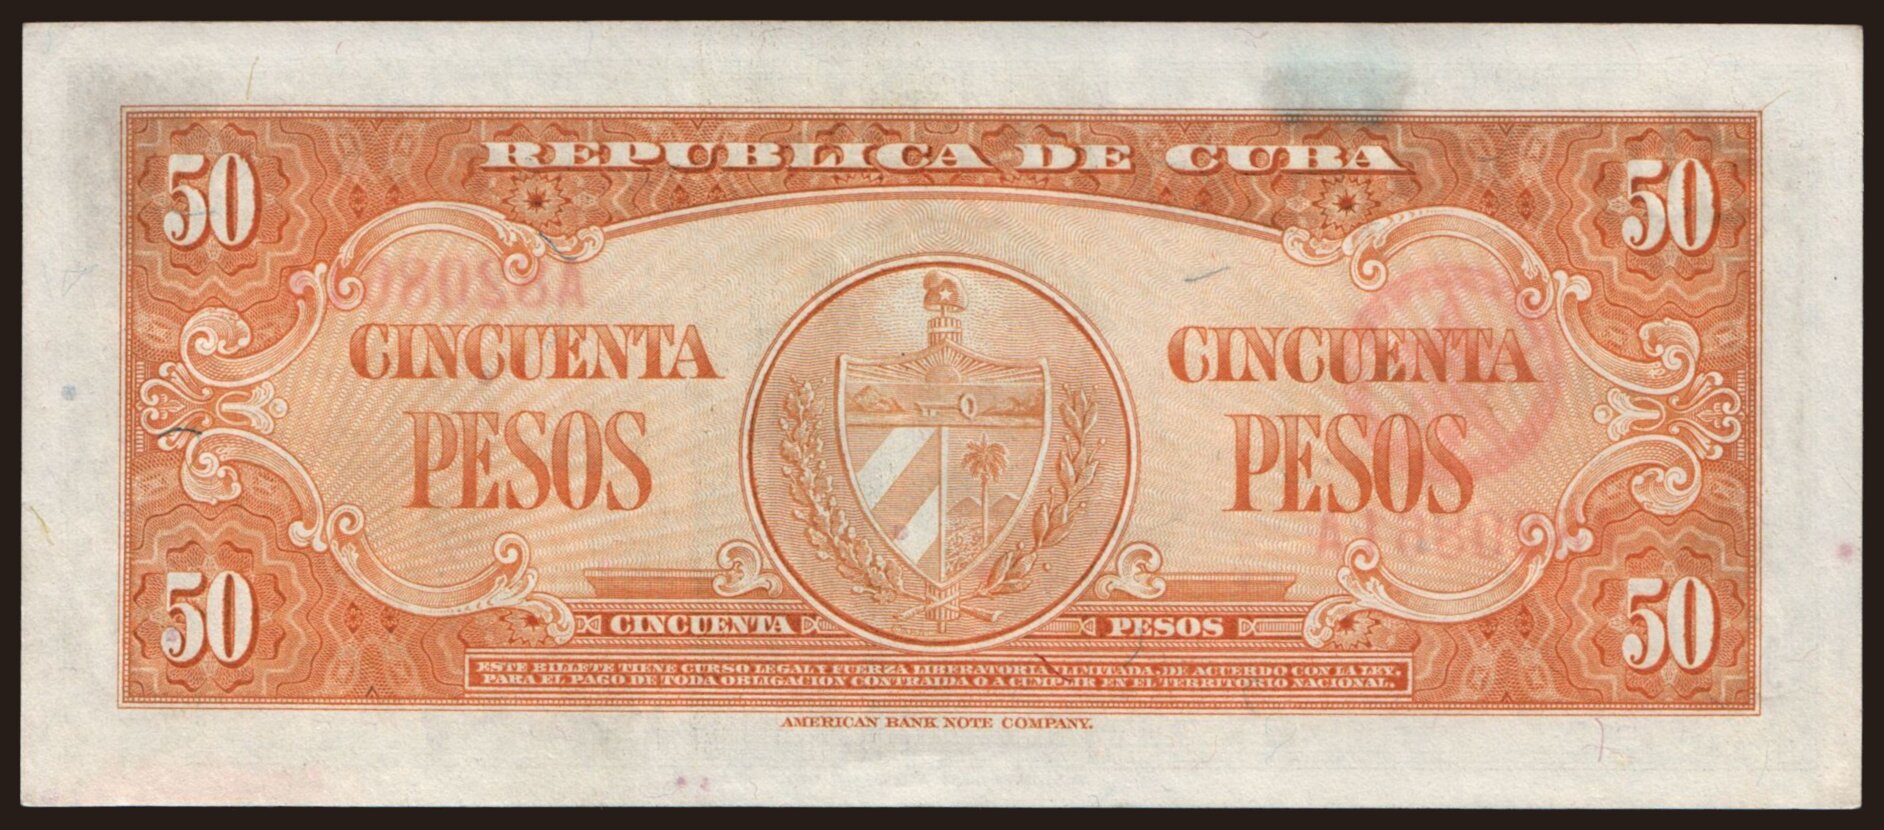 50 REPUBLICA DE CUBA 50
CINCUENTA CINCUENTA
PESOS PESOS
50 CINCUENTA PESOS 50
ESTE BILLETE TIENE CURSO LEGAL Y FUERZA LIBERATORIA ILIMITADA, DE ACUERDO CON LA LEY,
PARA EL PAGO DE TODA OBLIGACION CONTRAIDA O A CUMPLIR EN EL TERRITORIO NACIONAL.
AMERICAN BANK NOTE COMPANY.